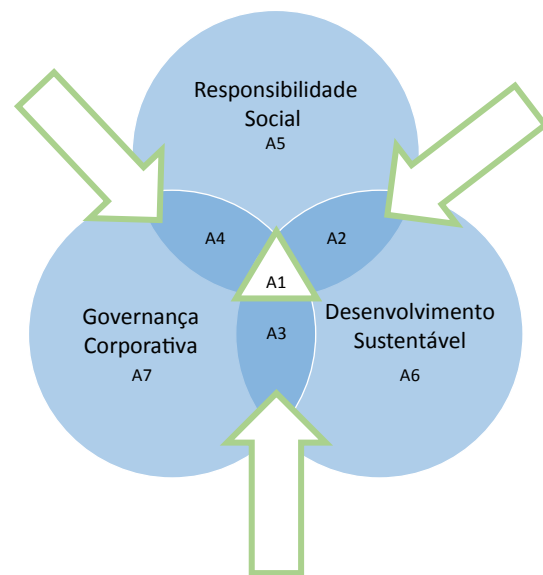 Responsibilidade
Social
A5
A4
A2
A1
Governança
Corporativa
A7
A3
Desenvolvimento
Sustentável
A6